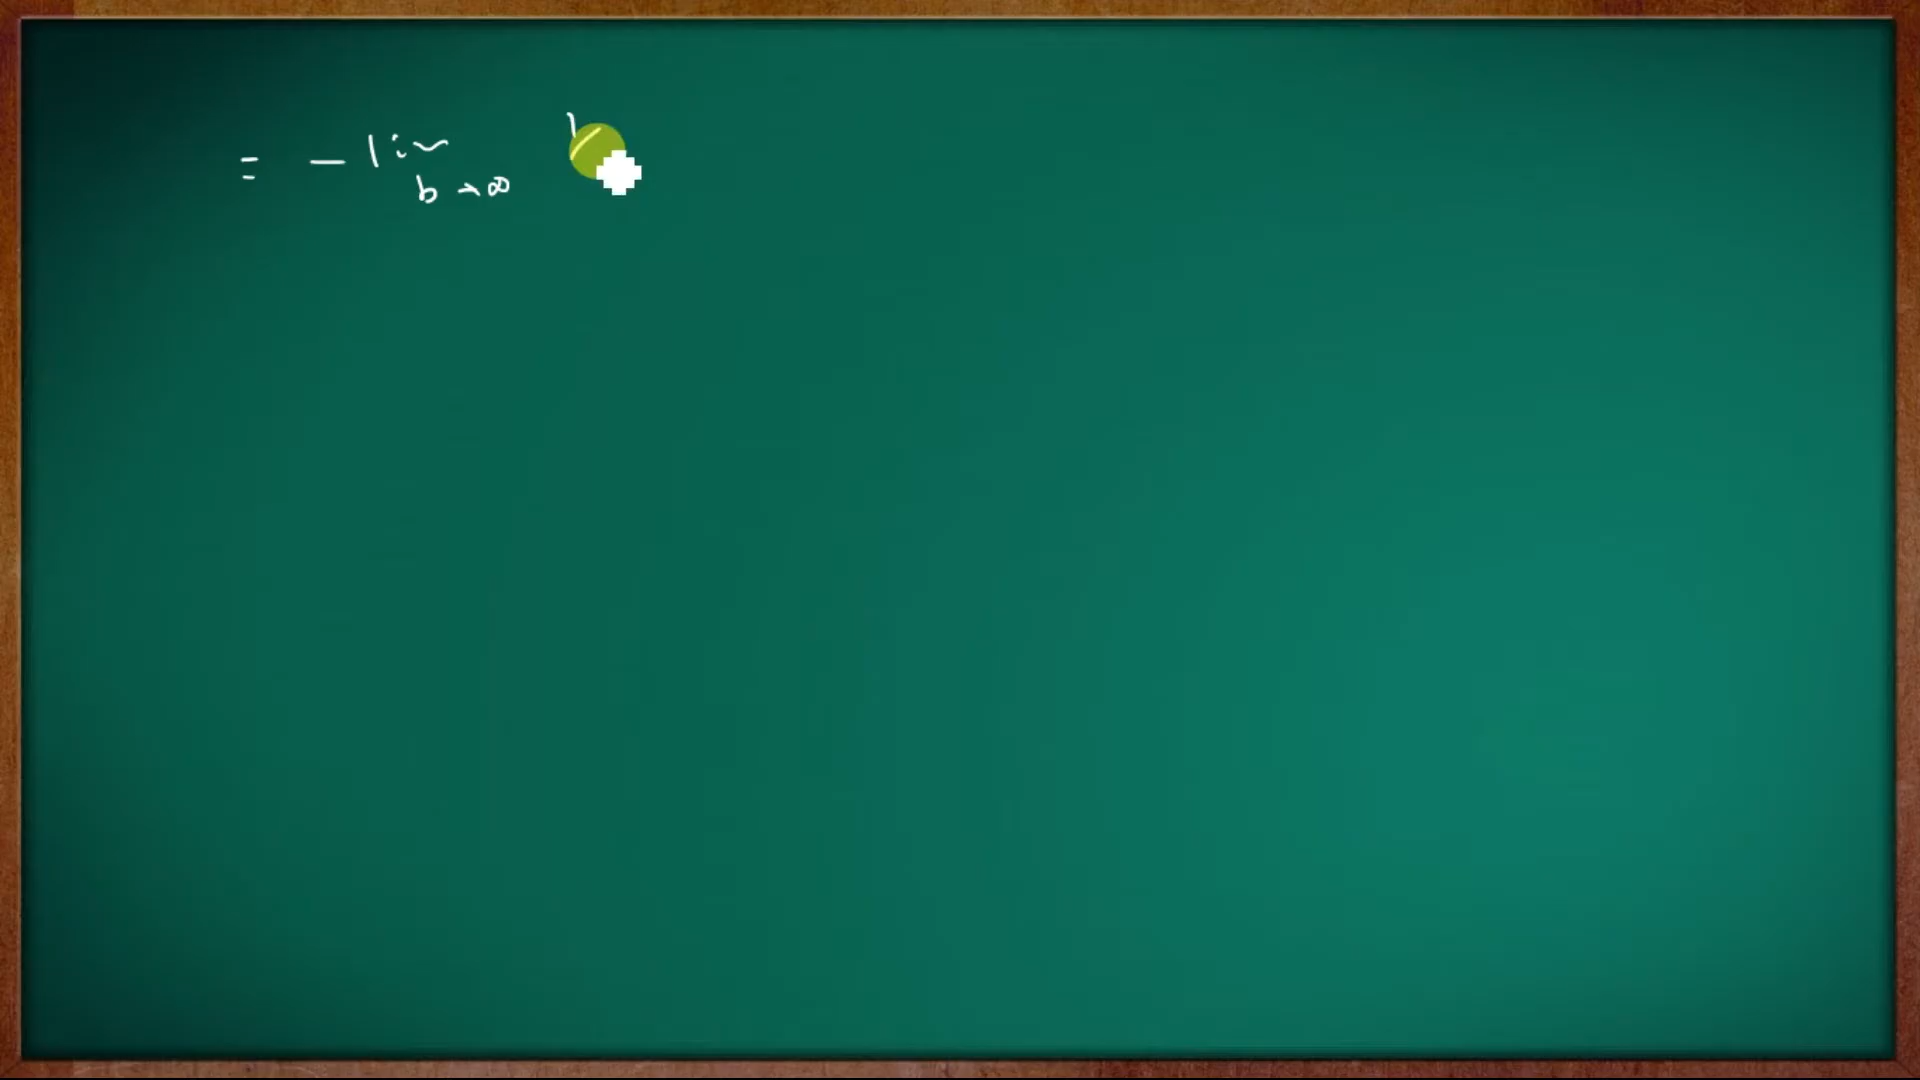 = - lim
b → ∞